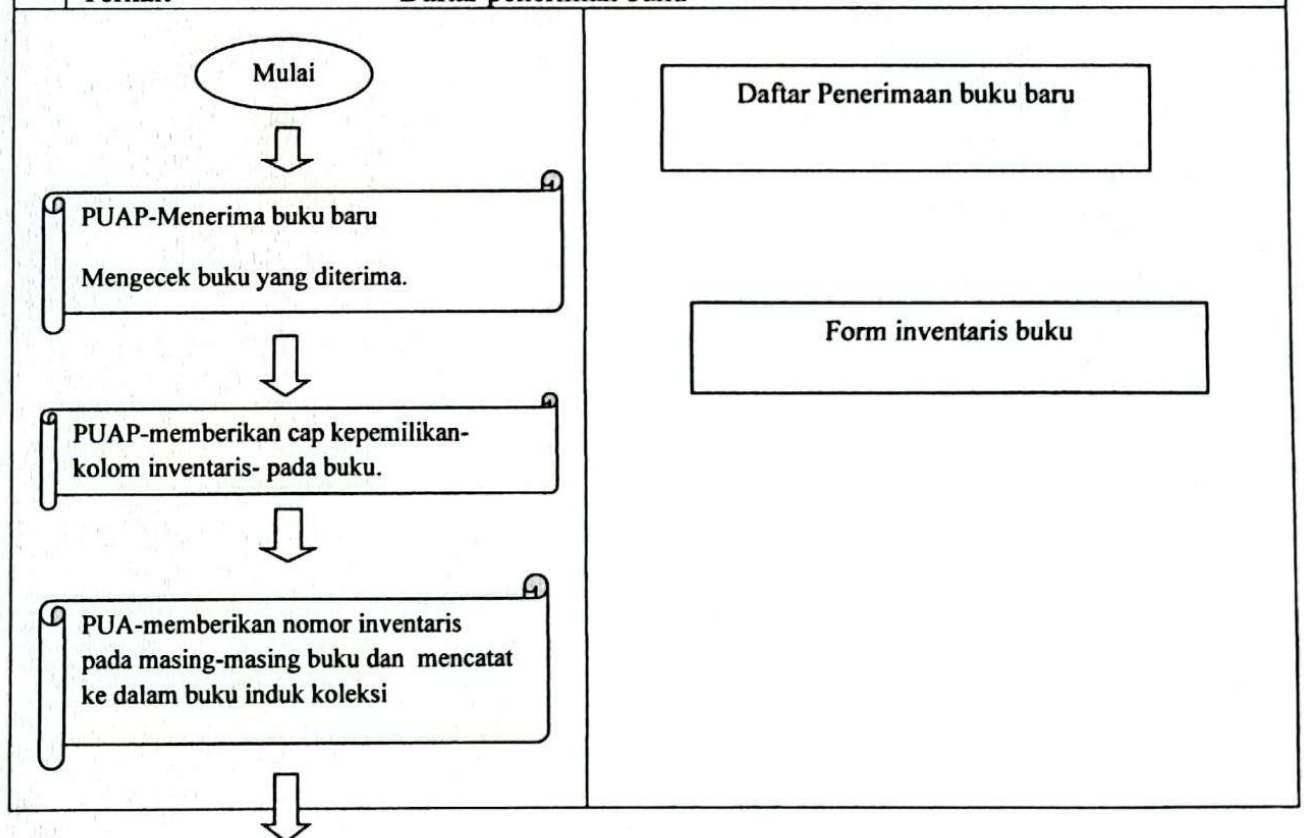 Mulai
PUAP-Menerima buku baru
Mengecek buku yang diterima.
PUAP-memberikan cap kepemilikan-
kolom inventaris- pada buku.
PUA-memberikan nomor inventaris
pada masing-masing buku dan mencatat
ke dalam buku induk koleksi
Daftar Penerimaan buku baru
Form inventaris buku